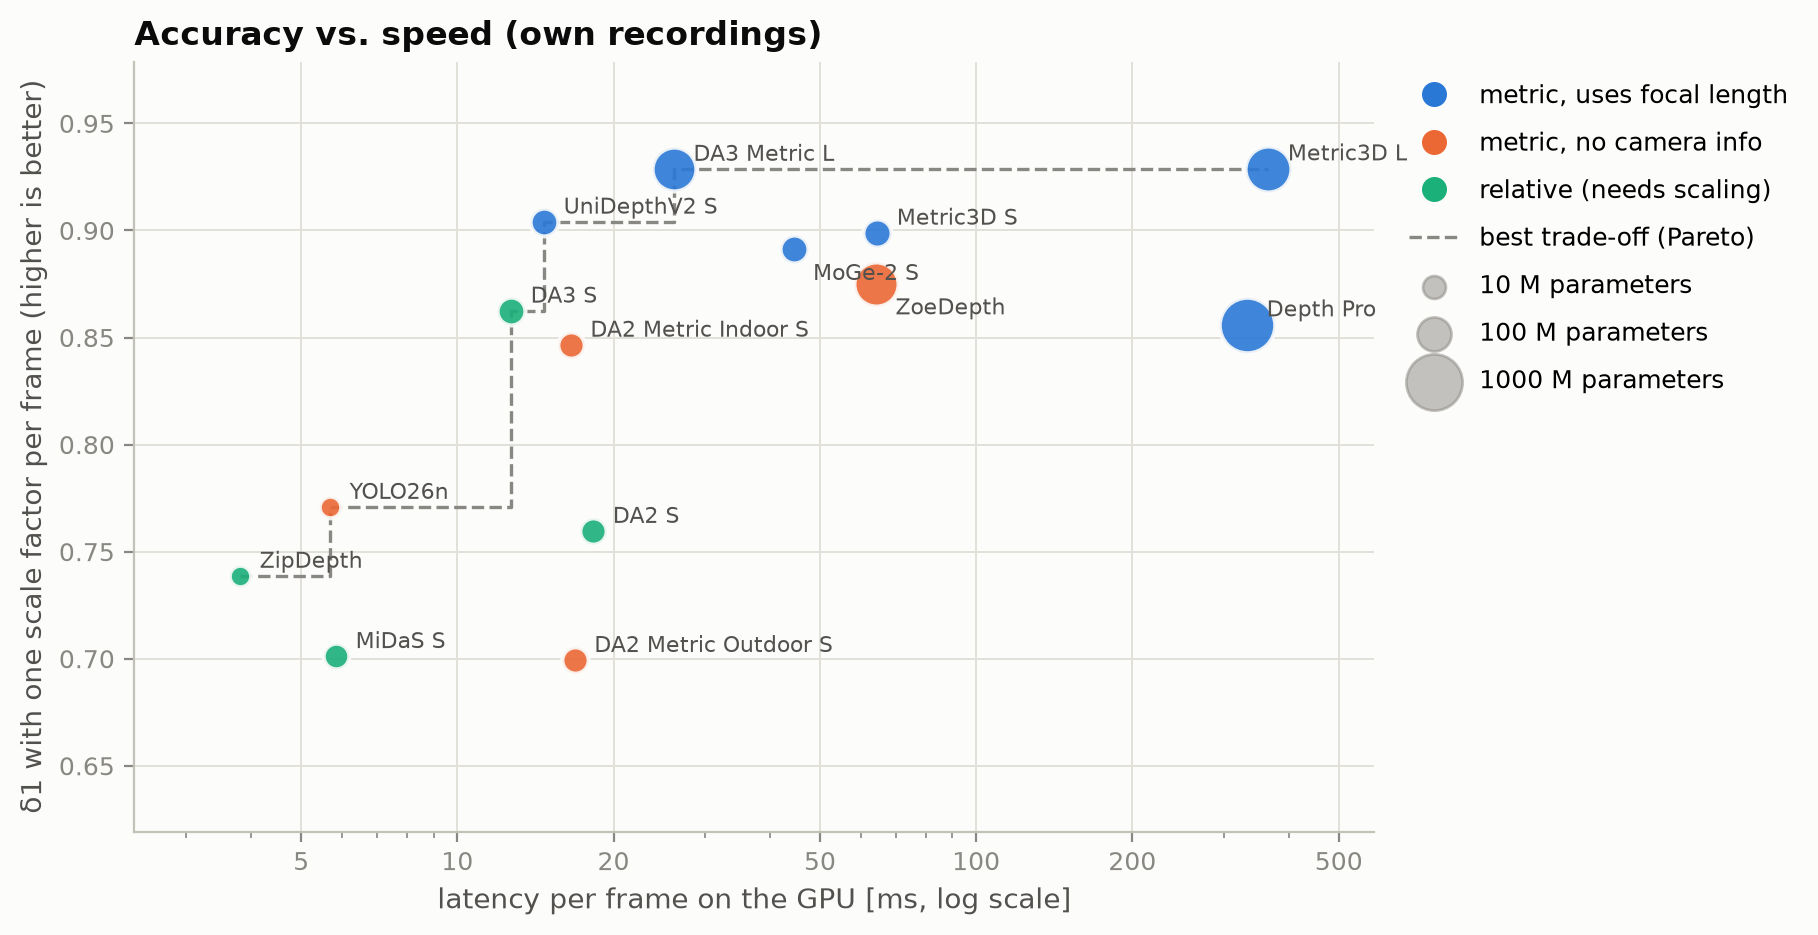 Accuracy vs. speed (own recordings)
δ1 with one scale factor per frame (higher is better)
0.95
0.90
0.85
0.80
0.75
0.70
0.65
DA3 Metric L
Metric3D L
UniDepthV2 S
Metric3D S
MoGe-2 S
ZoeDepth
DA3 S
Depth Pro
DA2 Metric Indoor S
YOLO26n
DA2 S
ZipDepth
MiDaS S
DA2 Metric Outdoor S
5
10
20
50
100
200
500
latency per frame on the GPU [ms, log scale]
metric, uses focal length
metric, no camera info
relative (needs scaling)
best trade-off (Pareto)
10 M parameters
100 M parameters
1000 M parameters